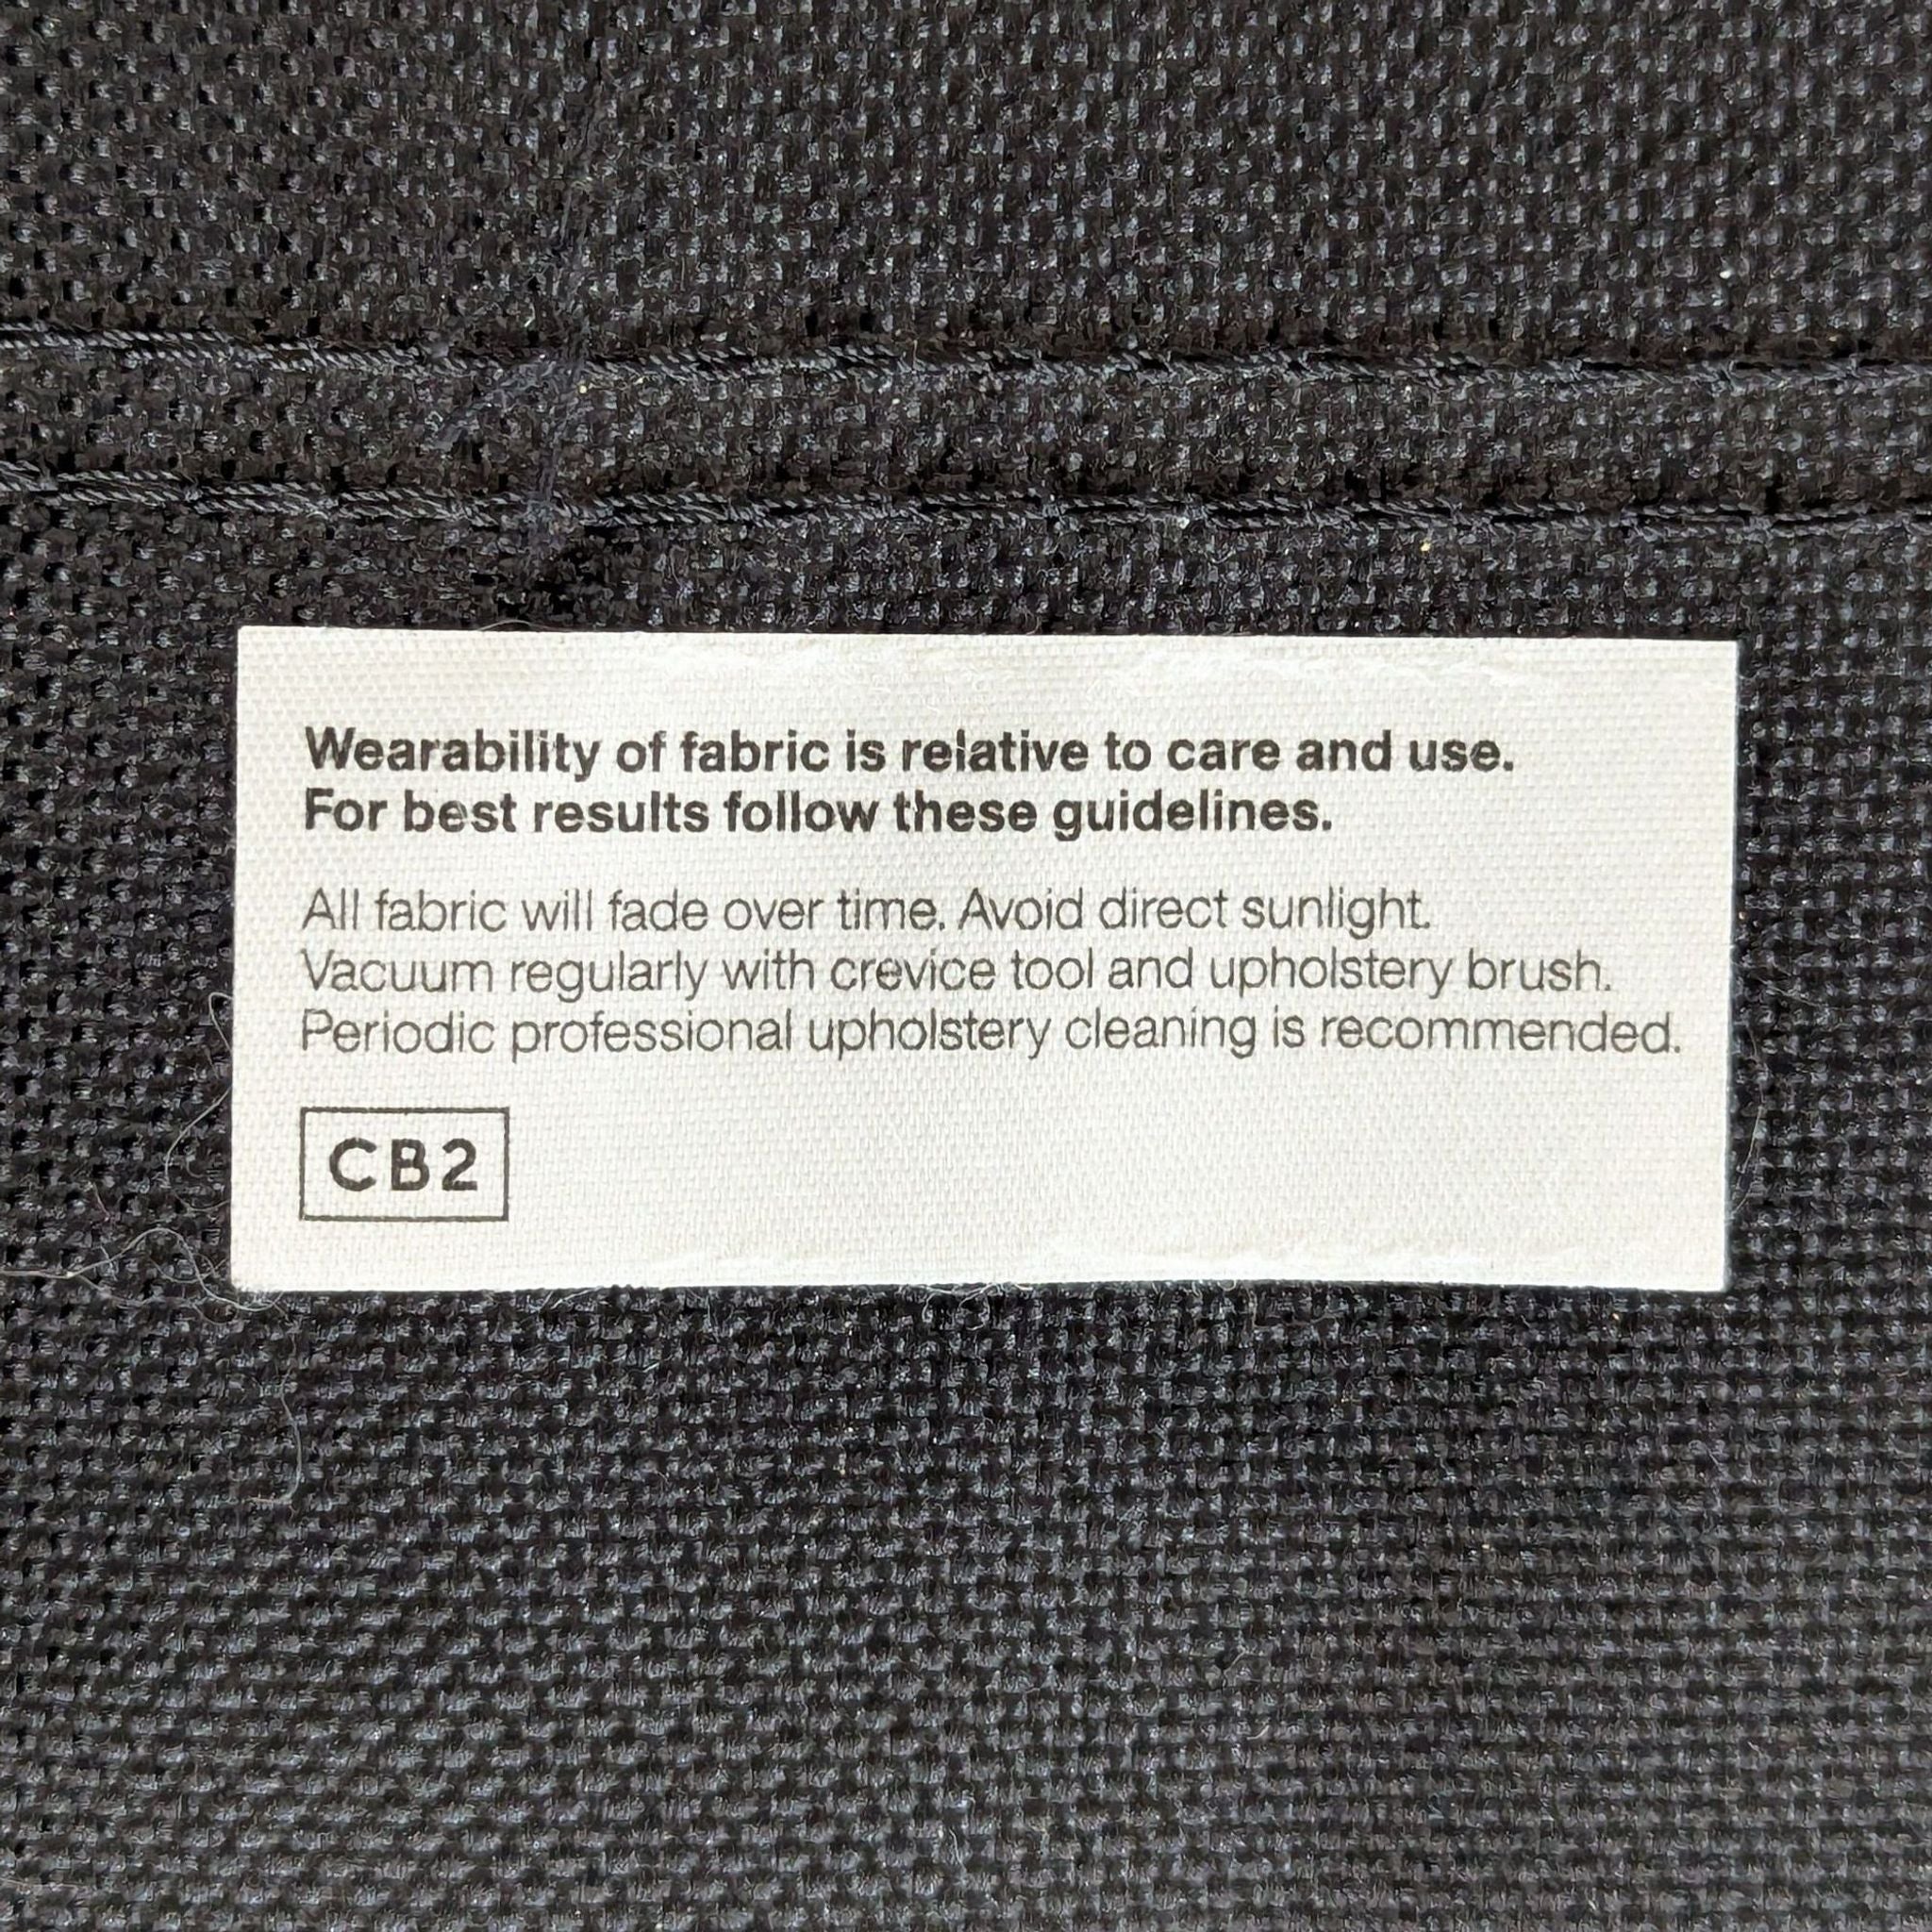 Wearability of fabric is relative to care and use.
For best results follow these guidelines.
All fabric will fade over time. Avoid direct sunlight.
Vacuum regularly with crevice tool and upholstery brush.
Periodic professional upholstery cleaning is recommended.
CB2